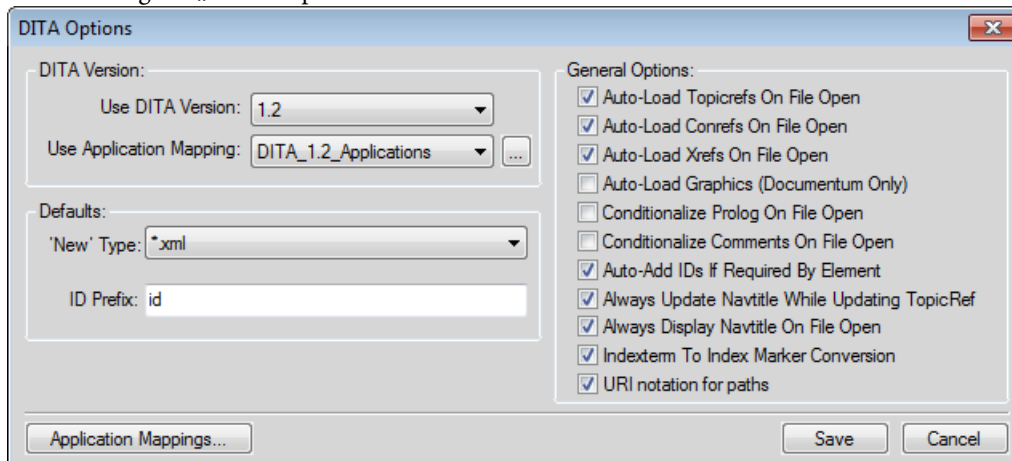 DITA Options
DITA Version:
Use DITA Version: 1.2
Use Application Mapping: DITA_1.2_Applications ...
Defaults:
'New' Type: *.xml
ID Prefix: id
General Options:
Auto-Load Topicrefs On File Open
Auto-Load Conrefs On File Open
Auto-Load Xrefs On File Open
Auto-Load Graphics (Documentum Only)
Conditionalize Prolog On File Open
Conditionalize Comments On File Open
Auto-Add IDs If Required By Element
Always Update Navtitle While Updating TopicRef
Always Display Navtitle On File Open
Indexterm To Index Marker Conversion
URI notation for paths
Application Mappings... Save Cancel